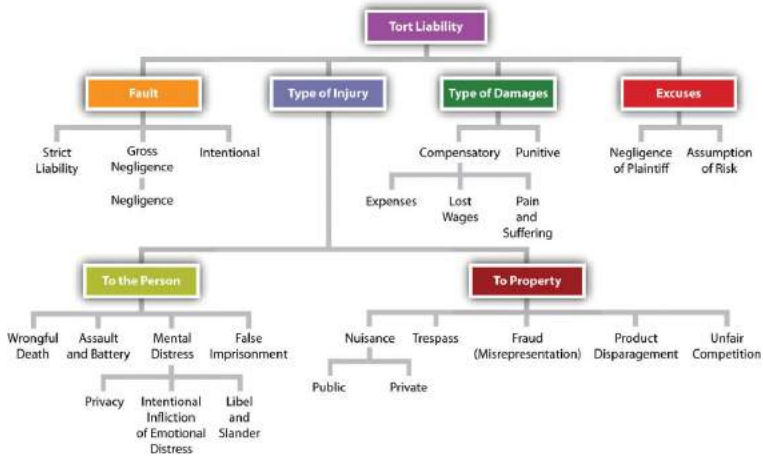 Tort Liability
Fault
Type of Injury
Type of Damages
Excuses
Strict
Liability
Gross
Negligence
Intentional
Negligence
Compensatory
Punitive
Expenses
Lost
Wages
Pain
and
Suffering
Negligence
of Plaintiff
Assumption
of Risk
To the Person
To Property
Wrongful
Death
Assault
and Battery
Mental
Distress
False
Imprisonment
Privacy
Intentional
Infliction
of Emotional
Distress
Libel
and
Slander
Nuisance
Trespass
Fraud
(Misrepresentation)
Product
Disparagement
Unfair
Competition
Public
Private